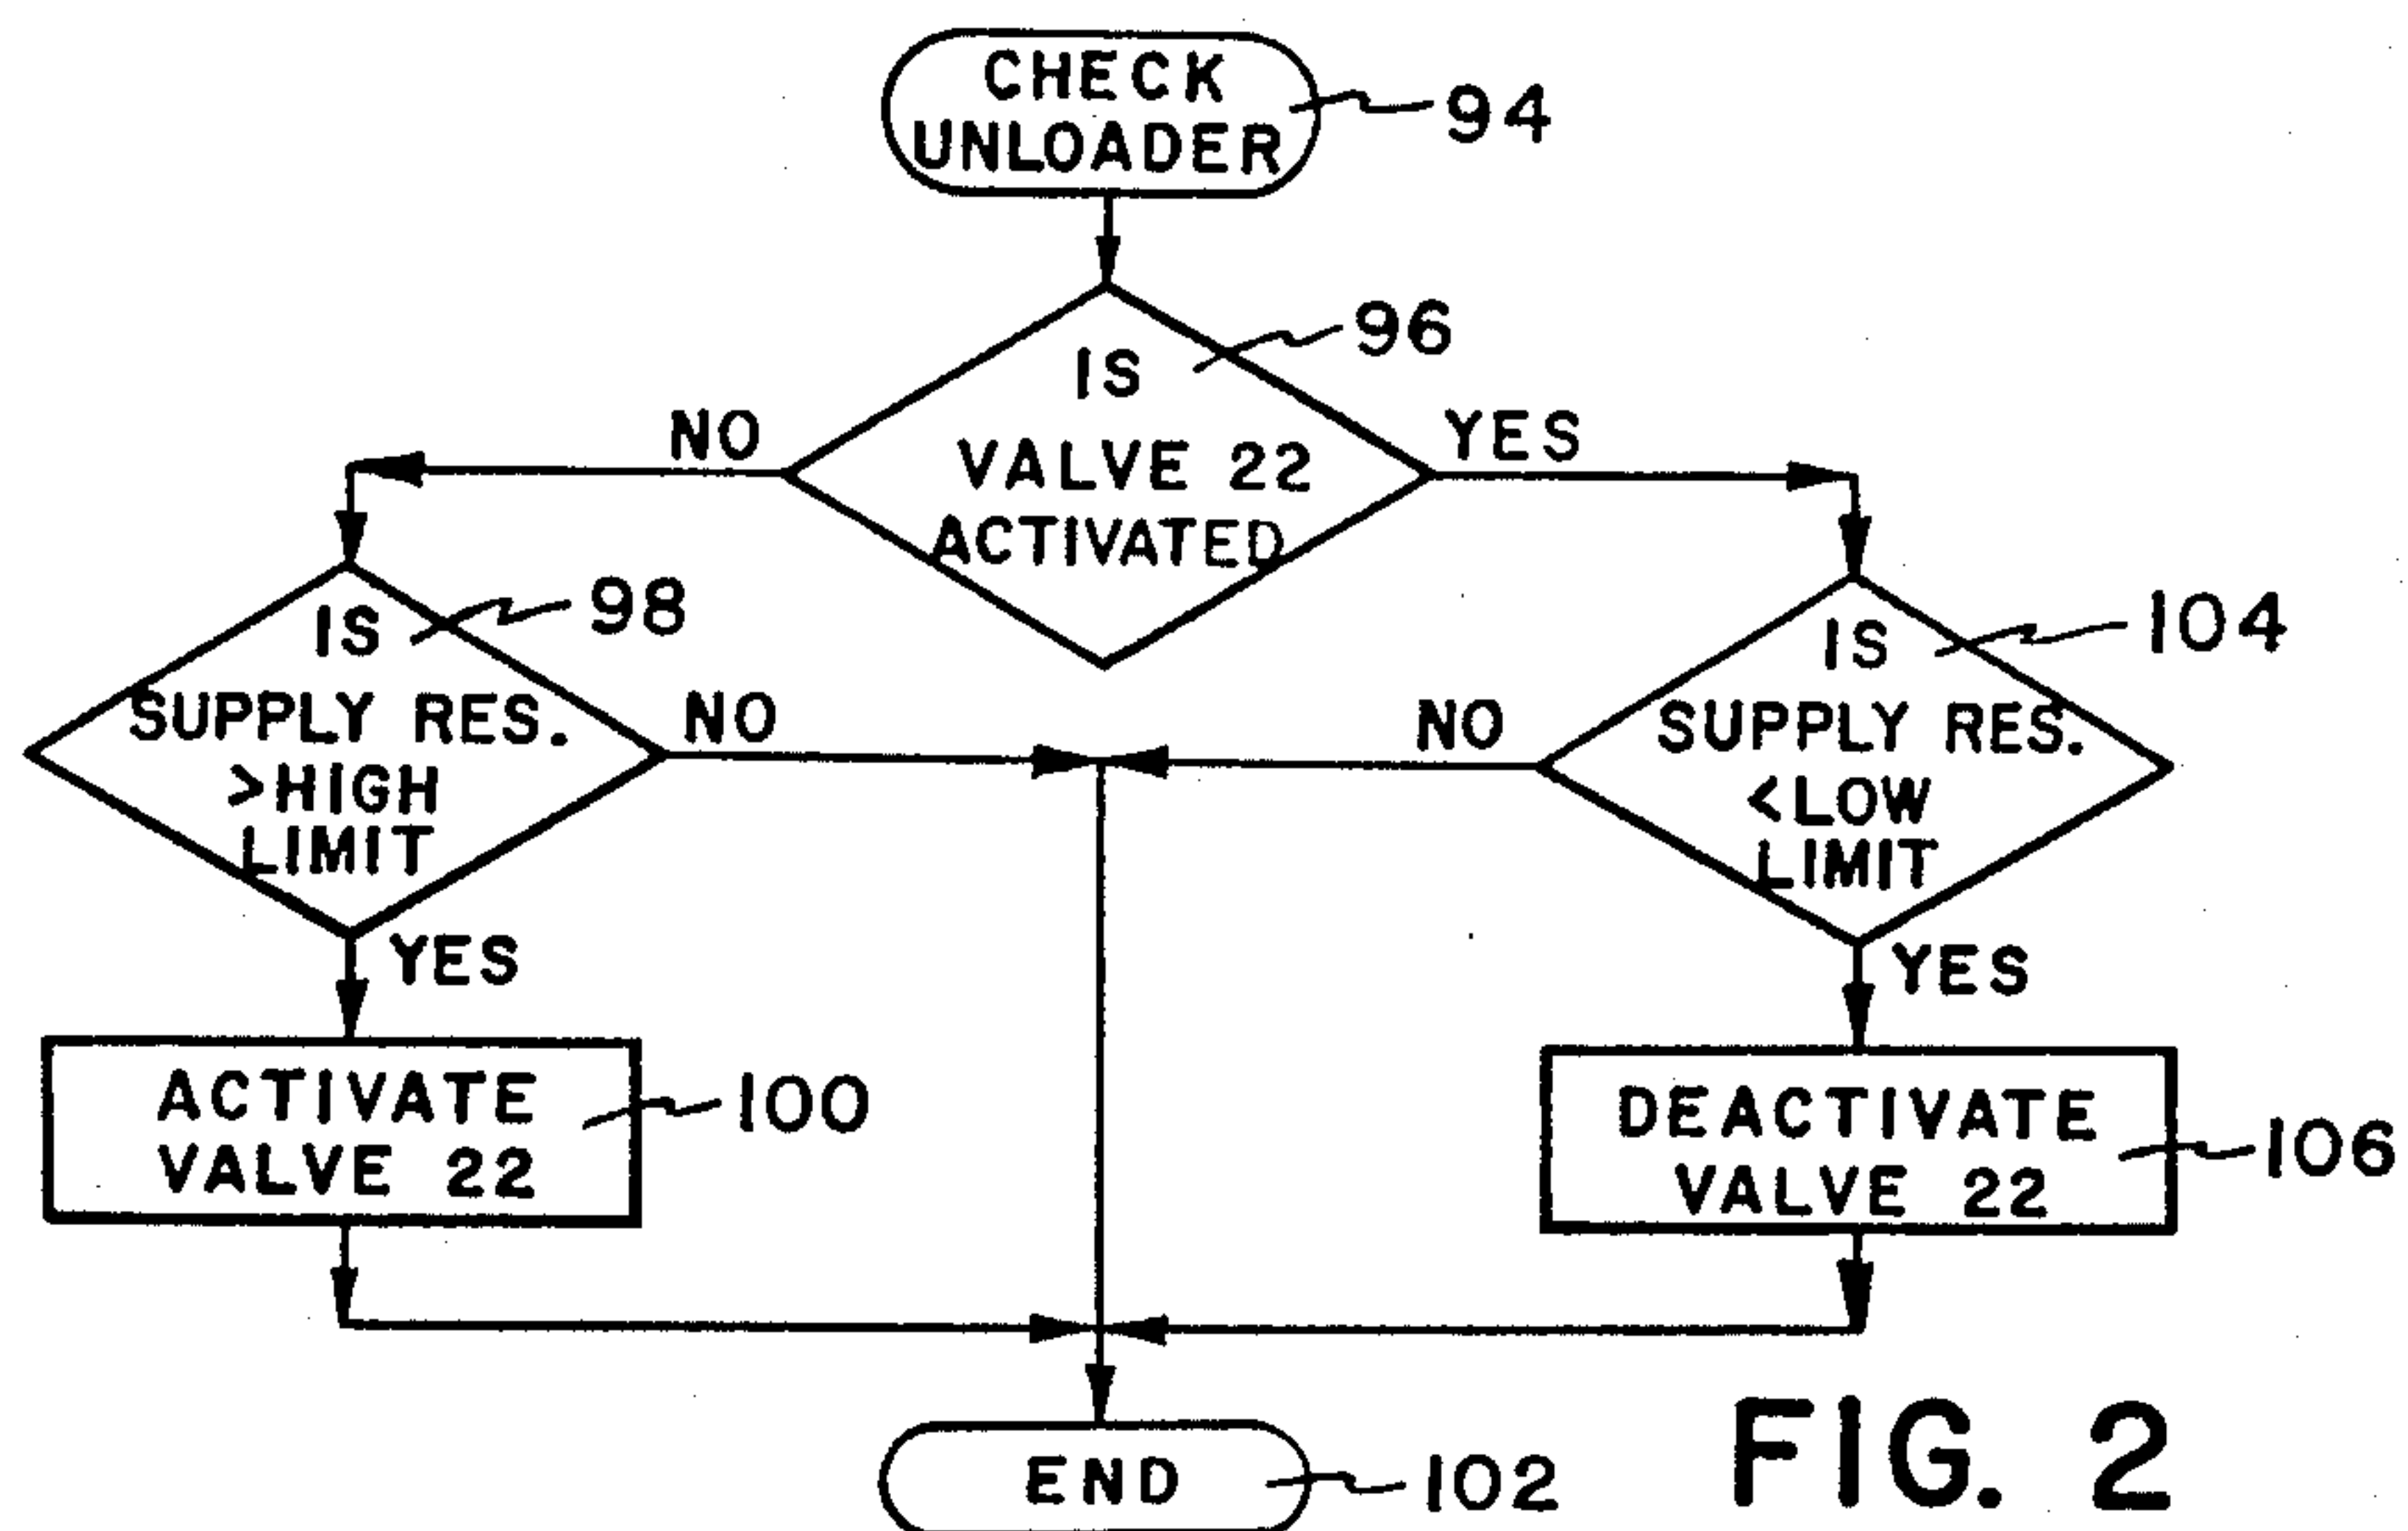 CHECK
UNLOADER
94
IS
VALVE 22
ACTIVATED
96
NO
YES
IS
SUPPLY RES.
>HIGH
LIMIT
98
NO
YES
IS
SUPPLY RES.
<LOW
LIMIT
104
NO
YES
ACTIVATE
VALVE 22
100
DEACTIVATE
VALVE 22
106
END
102
FIG. 2